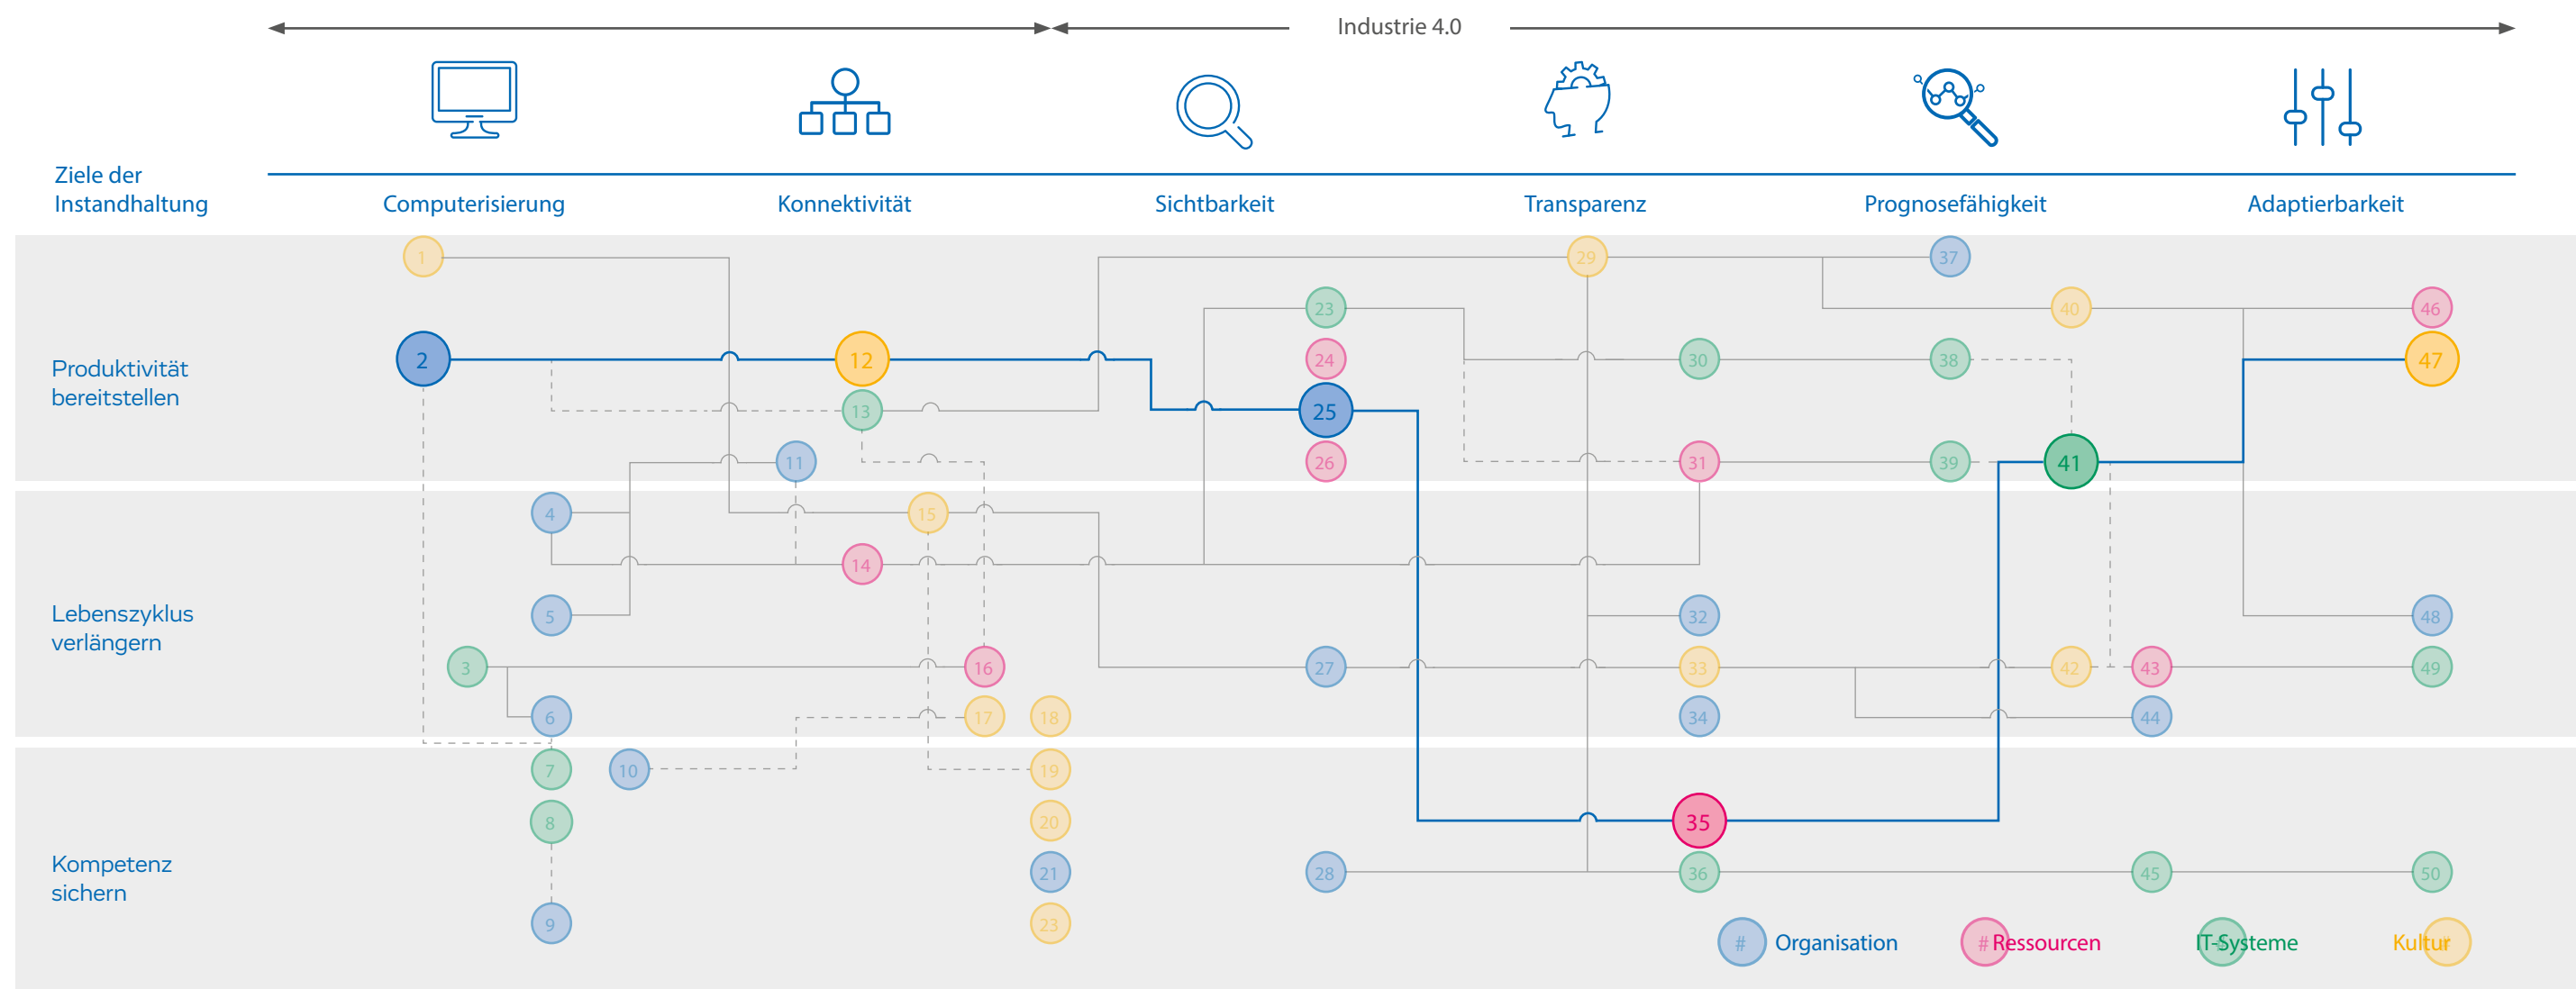 Industrie 4.0
Ziele der
Instandhaltung
Computerisierung
Konnektivität
Sichtbarkeit
Transparenz
Prognosefähigkeit
Adaptierbarkeit
1
29
37
23
40
46
Produktivität
bereitstellen
2
12
24
30
38
47
13
25
11
26
31
39
41
4
15
14
Lebenszyklus
verlängern
5
32
48
3
16
27
33
42
43
49
6
17
18
34
44
7
10
19
8
20
35
Kompetenz
sichern
21
28
36
45
50
9
23
# Organisation
# Ressourcen
IT-Systeme
Kultur